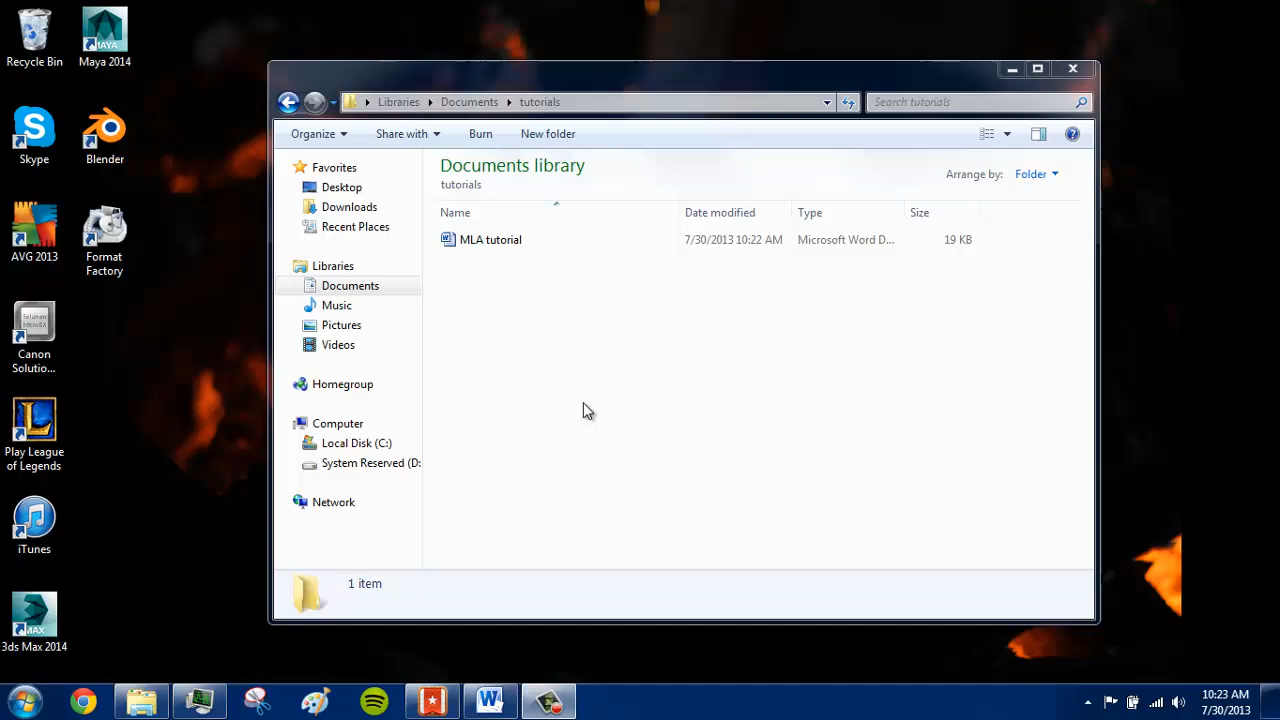 Recycle Bin
Maya 2014
Skype
Blender
AVG 2013
Format
Factory
Canon
Solutio...
Play League
of Legends
iTunes
3ds Max 2014
Libraries
Documents
tutorials
Search tutorials
Organize
Share with
Burn
New folder
Favorites
Desktop
Downloads
Recent Places
Libraries
Documents
Music
Pictures
Videos
Homegroup
Computer
Local Disk (C:)
System Reserved (D:
Network
Documents library
tutorials
Arrange by: Folder
Name Date modified Type Size
MLA tutorial 7/30/2013 10:22 AM Microsoft Word D... 19 KB
1 item
10:23 AM
7/30/2013